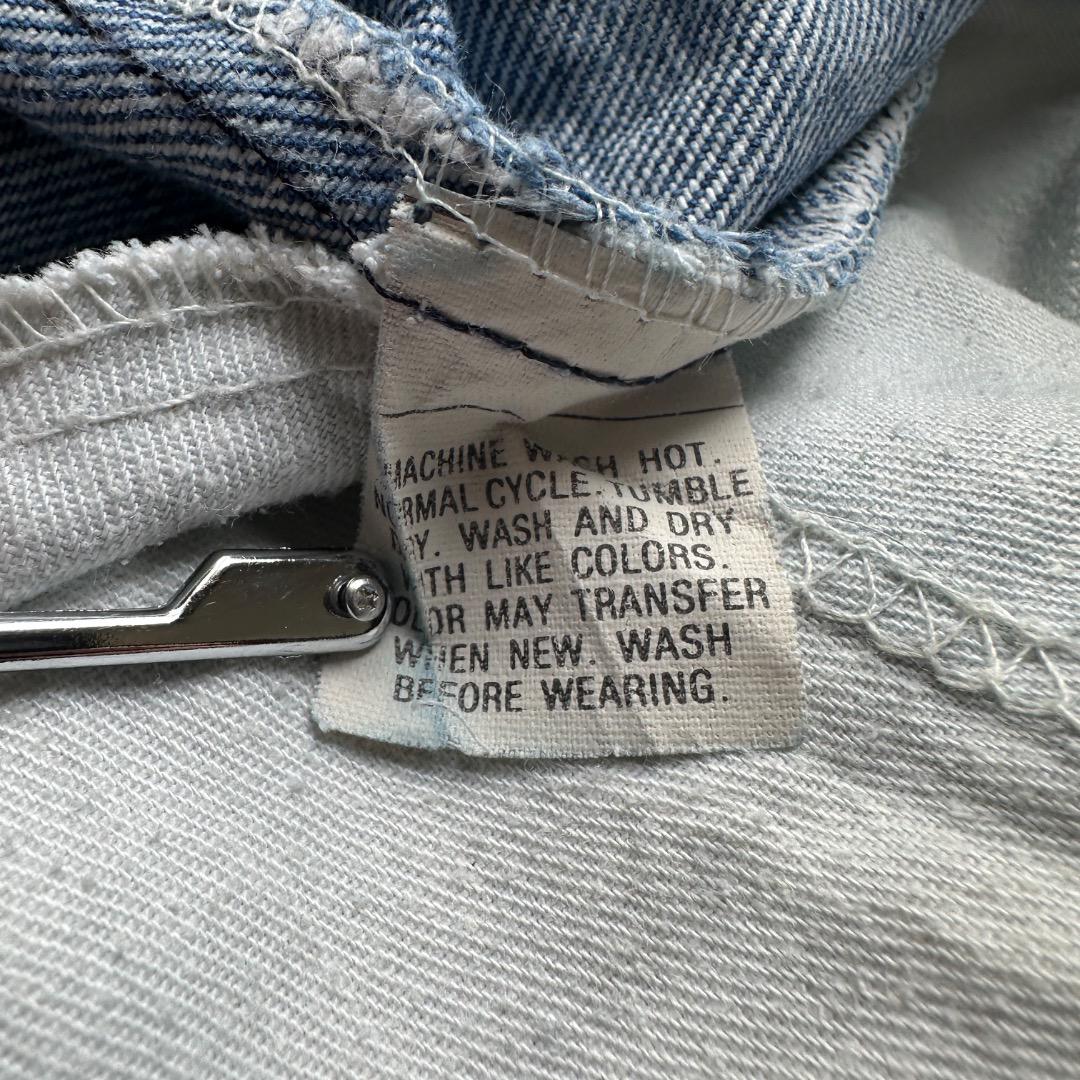 MACHINE WASH HOT.
NORMAL CYCLE. TUMBLE
DRY. WASH AND DRY
WITH LIKE COLORS.
COLOR MAY TRANSFER
WHEN NEW. WASH
BEFORE WEARING.